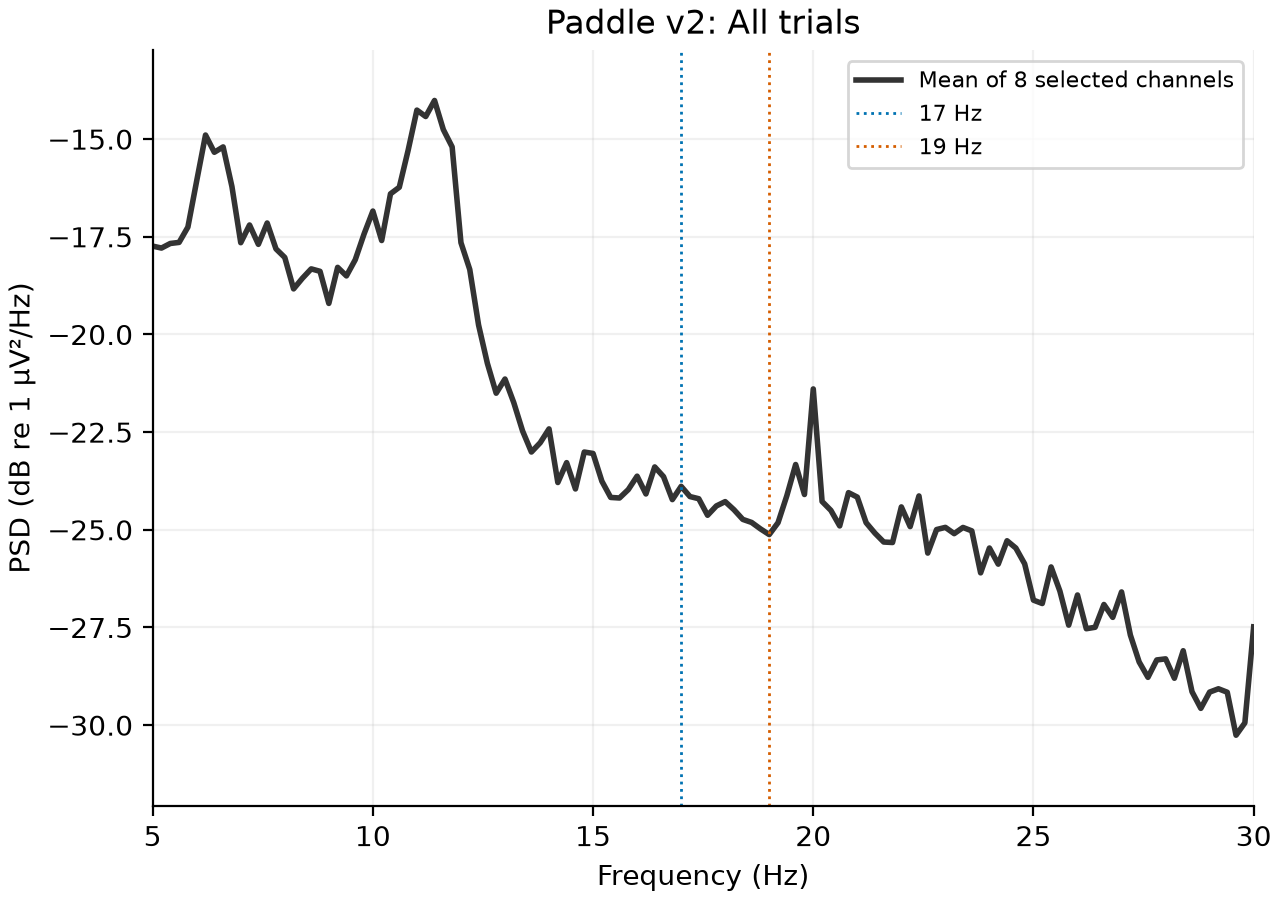 Paddle v2: All trials
Mean of 8 selected channels
17 Hz
19 Hz
PSD (dB re 1 µV²/Hz)
−15.0
−17.5
−20.0
−22.5
−25.0
−27.5
−30.0
5 10 15 20 25 30
Frequency (Hz)